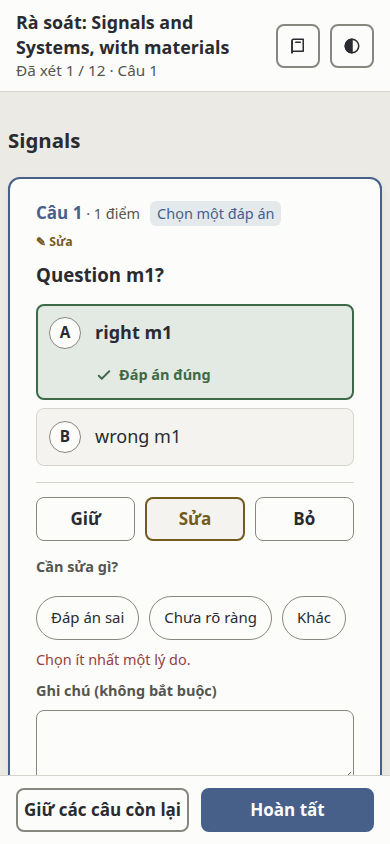 Rà soát: Signals and
Systems, with materials
Đã xét 1 / 12 · Câu 1
Signals
Câu 1 · 1 điểm Chọn một đáp án
✎ Sửa
Question m1?
A right m1
✓ Đáp án đúng
B wrong m1
Giữ Sửa Bỏ
Cần sửa gì?
Đáp án sai Chưa rõ ràng Khác
Chọn ít nhất một lý do.
Ghi chú (không bắt buộc)
Giữ các câu còn lại Hoàn tất